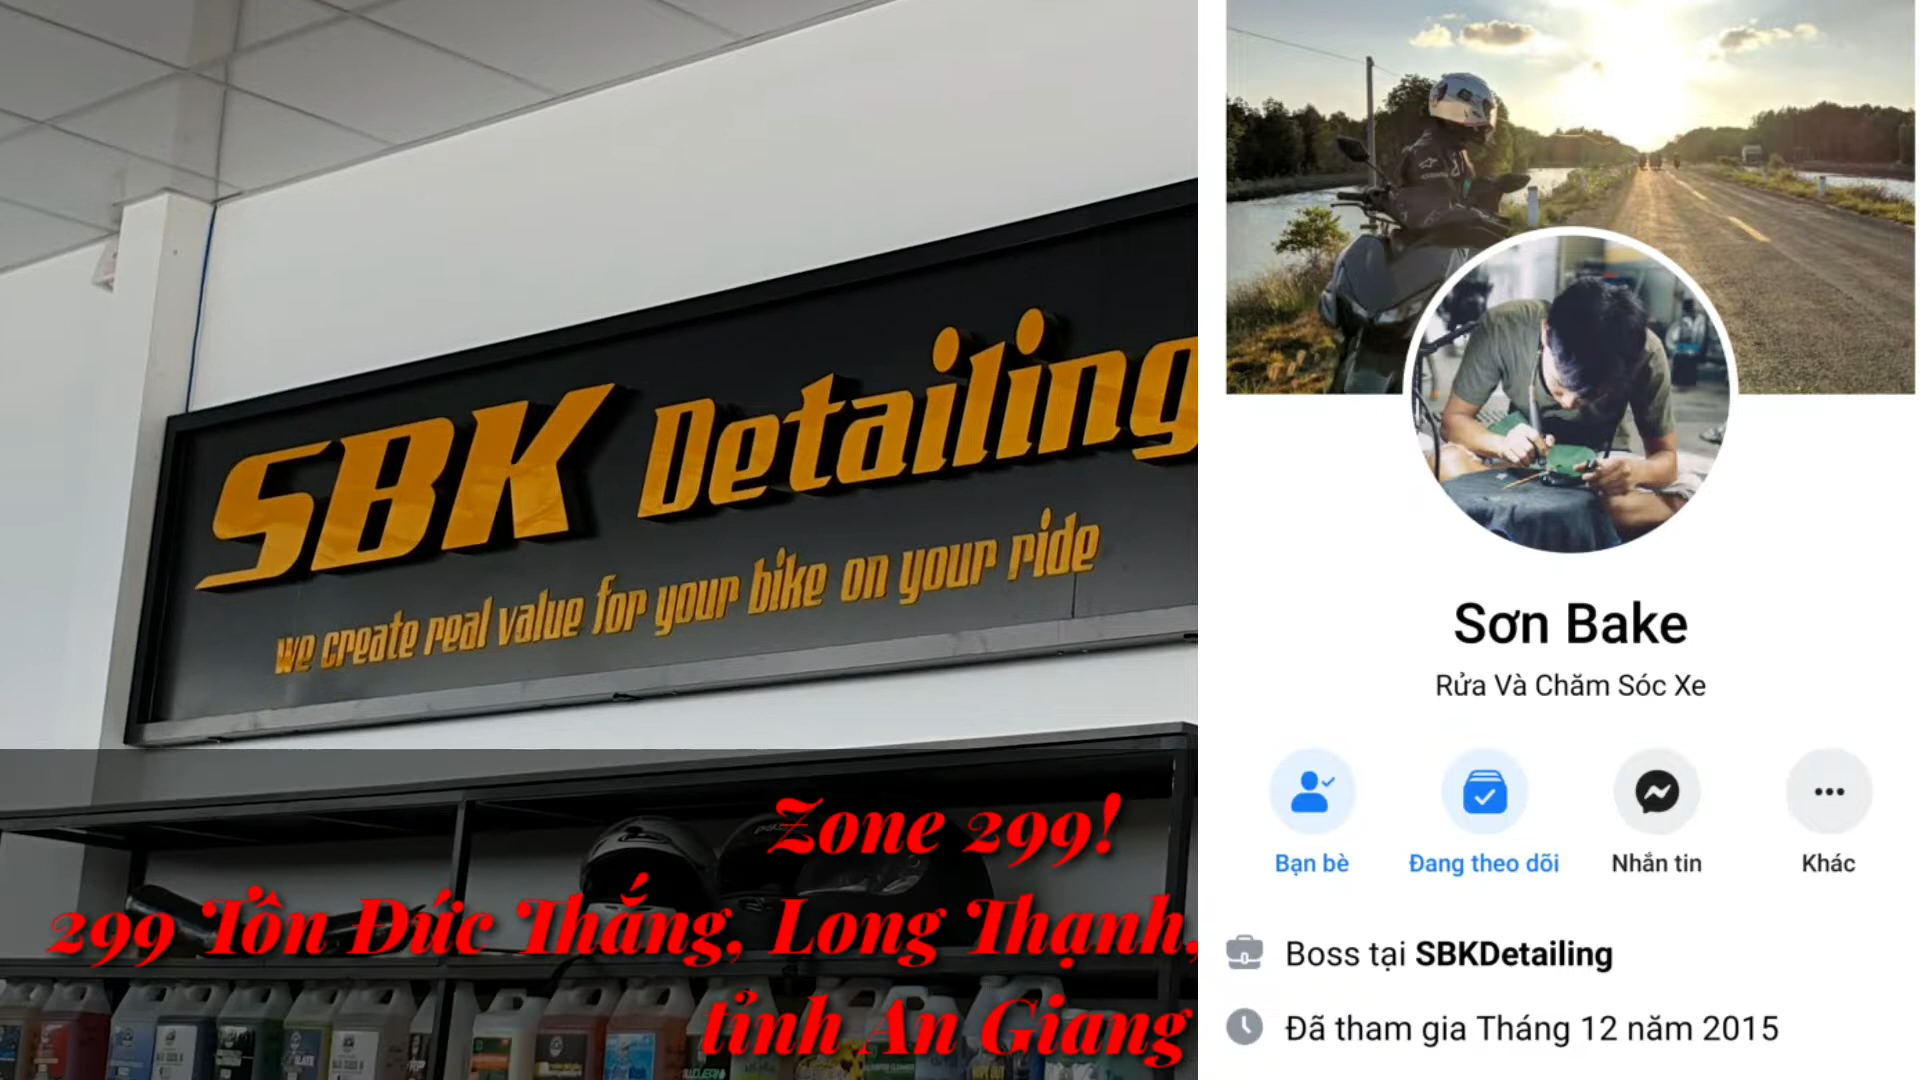 SBK Detailing
we create real value for your bike on your ride
Zone 299!
299 Tôn Đức Thắng, Long Thạnh,
tỉnh An Giang
Sơn Bake
Rửa Và Chăm Sóc Xe
Bạn bè
Đang theo dõi
Nhắn tin
Khác
Boss tại SBKDetailing
Đã tham gia Tháng 12 năm 2015